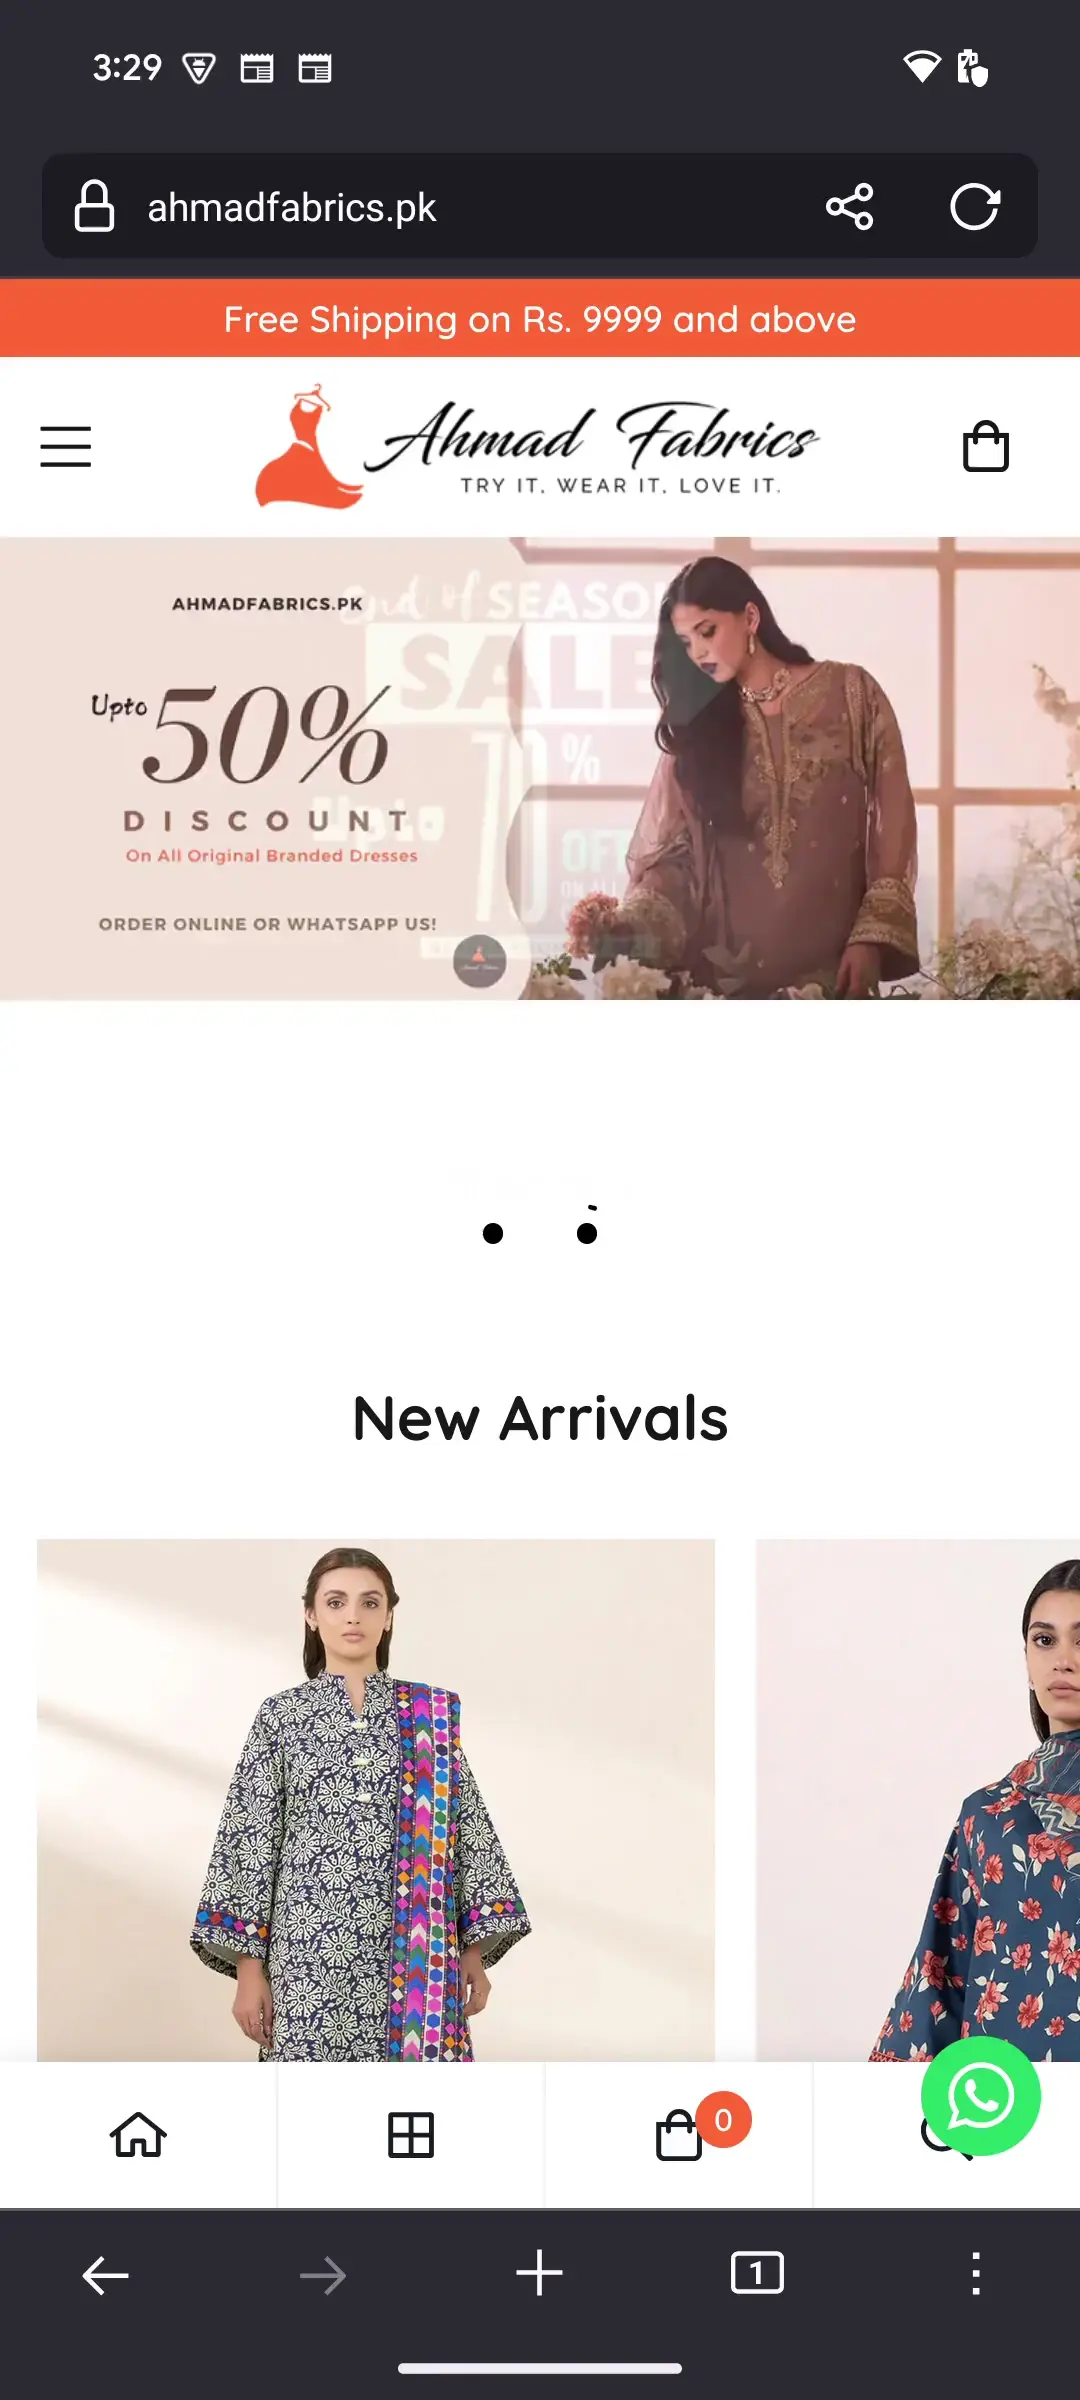 3:29
ahmadfabrics.pk
Free Shipping on Rs. 9999 and above
Ahmad Fabrics
TRY IT. WEAR IT. LOVE IT.
AHMADFABRICS.PK
End of SEASON
SALE
Upto 50%
DISCOUNT
On All Original Branded Dresses
ORDER ONLINE OR WHATSAPP US!
Upto 70%
OFF
New Arrivals
0
1